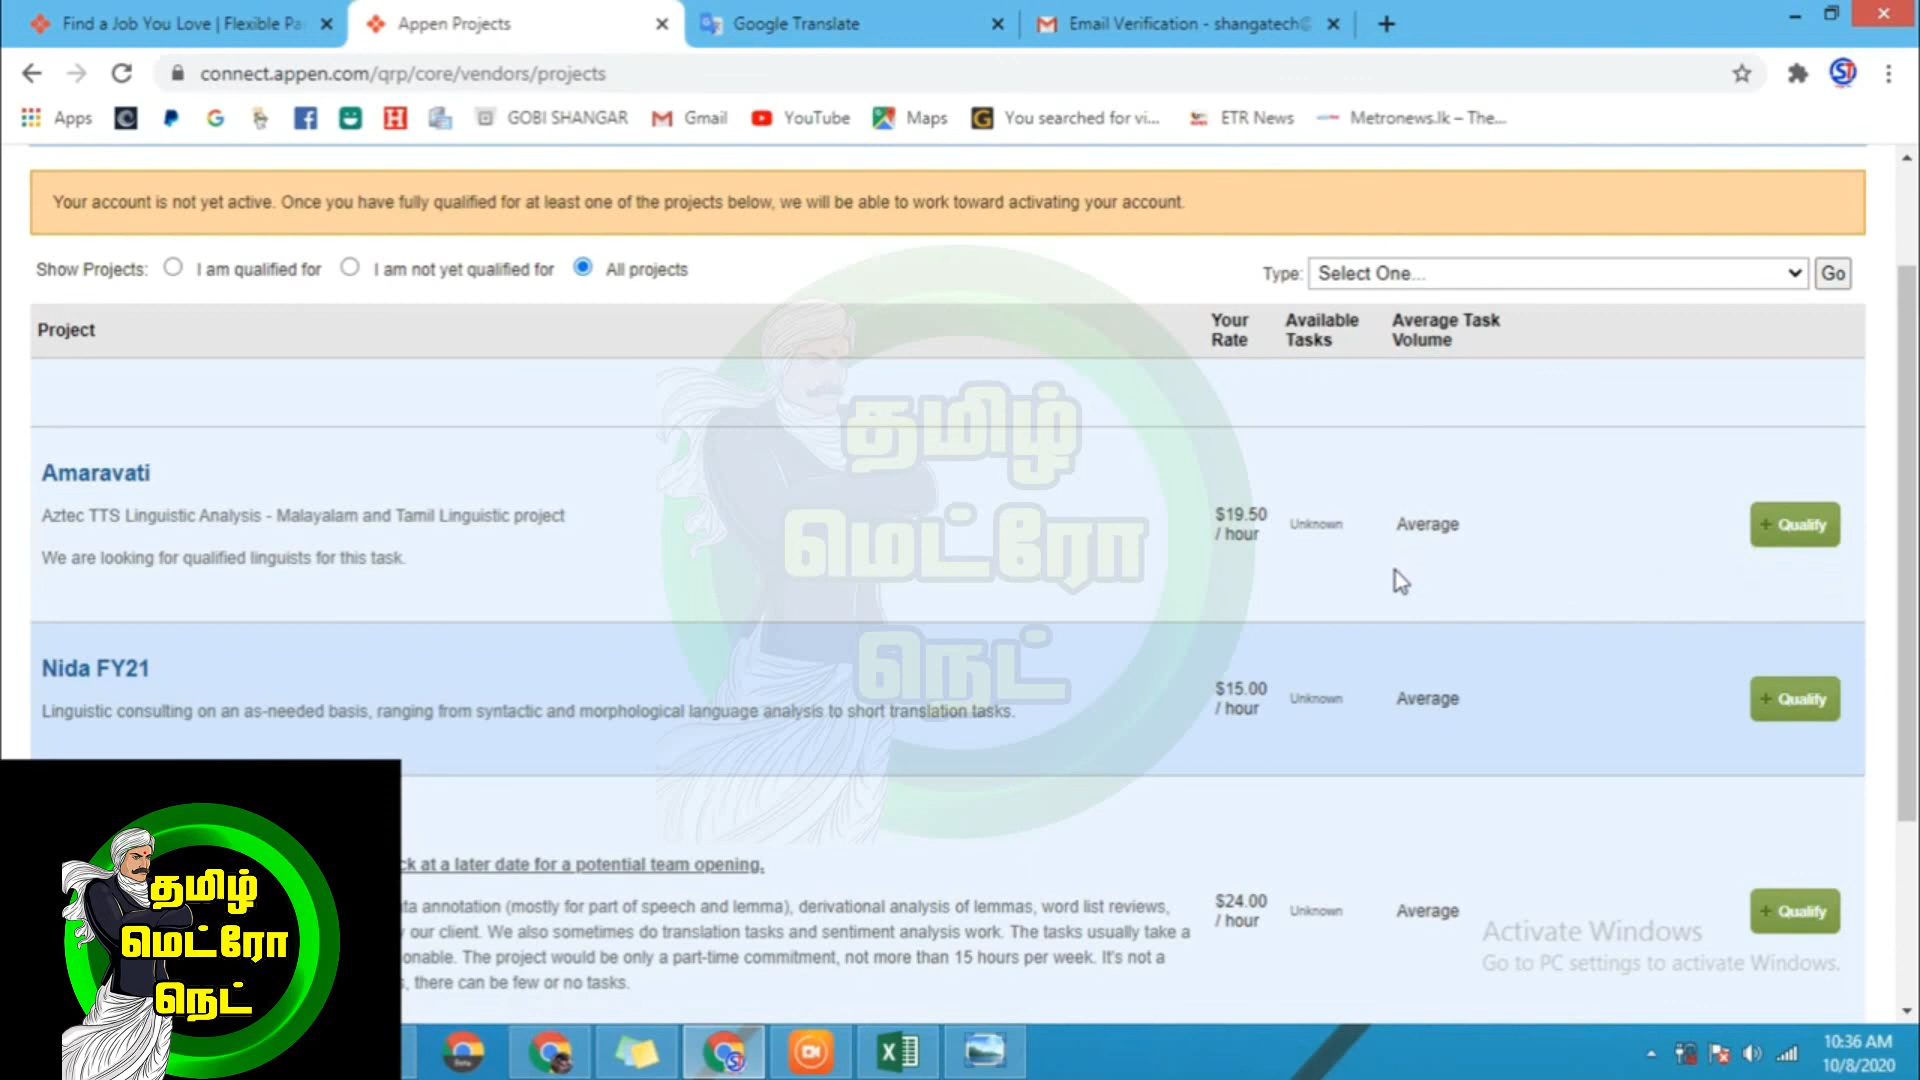 Find a Job You Love | Flexible Pa
Appen Projects
Google Translate
Email Verification - shangatech@
connect.appen.com/qrp/core/vendors/projects
Apps
GOBI SHANGAR
Gmail
YouTube
Maps
You searched for vi...
ETR News
Metronews.lk – The...
Your account is not yet active. Once you have fully qualified for at least one of the projects below, we will be able to work toward activating your account.
Show Projects: I am qualified for I am not yet qualified for All projects
Type: Select One... Go
Project
Your Rate
Available Tasks
Average Task Volume
Amaravati
Aztec TTS Linguistic Analysis - Malayalam and Tamil Linguistic project
We are looking for qualified linguists for this task.
$19.50 / hour
Unknown
Average
+ Qualify
Nida FY21
Linguistic consulting on an as-needed basis, ranging from syntactic and morphological language analysis to short translation tasks.
$15.00 / hour
Unknown
Average
+ Qualify
ck at a later date for a potential team opening.
ta annotation (mostly for part of speech and lemma), derivational analysis of lemmas, word list reviews,
our client. We also sometimes do translation tasks and sentiment analysis work. The tasks usually take a
onable. The project would be only a part-time commitment, not more than 15 hours per week. It's not a
, there can be few or no tasks.
$24.00 / hour
Unknown
Average
+ Qualify
Activate Windows
Go to PC settings to activate Windows.
தமிழ்
மெட்ரோ
நெட்
தமிழ்
மெட்ரோ
நெட்
10:36 AM
10/8/2020